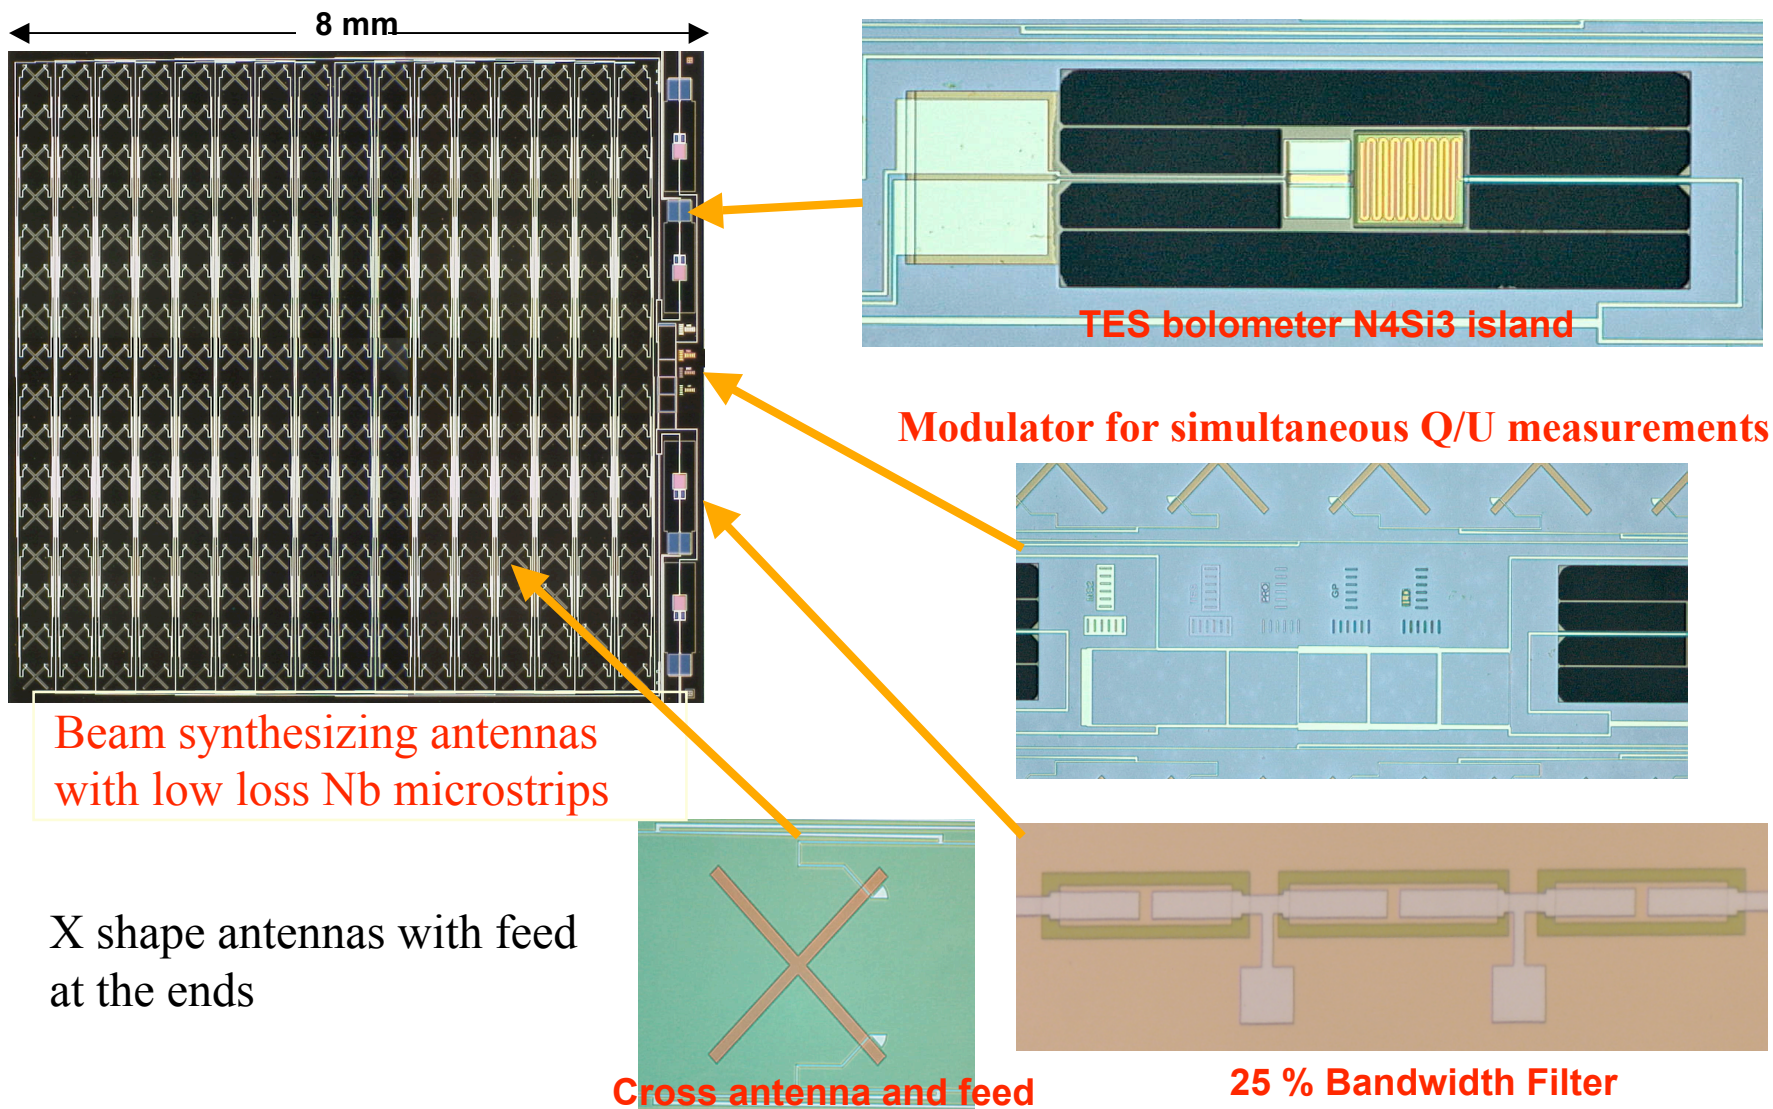 8 mm
TES bolometer N4Si3 island
Modulator for simultaneous Q/U measurements
GP
Beam synthesizing antennas
with low loss Nb microstrips
X shape antennas with feed
at the ends
Cross antenna and feed
25 % Bandwidth Filter